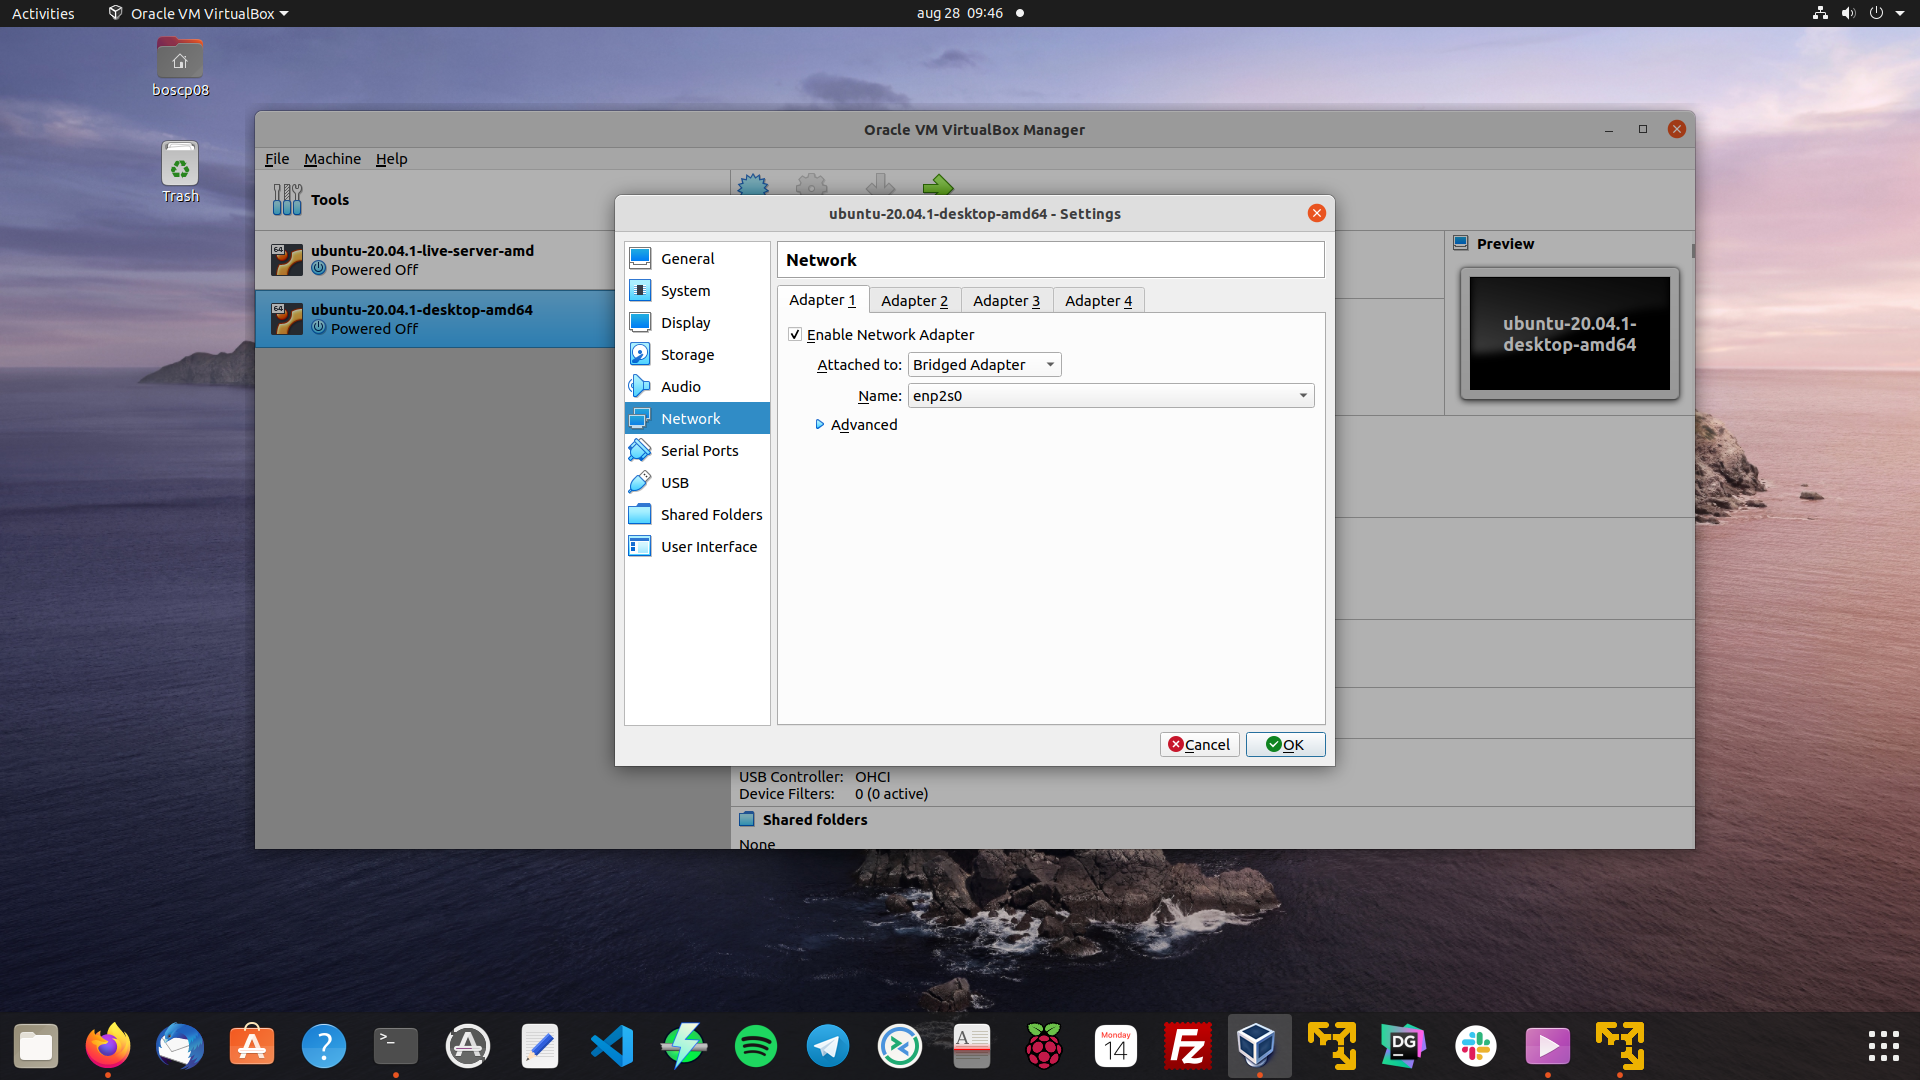 Activities
Oracle VM VirtualBox
aug 28 09:46
boscp08
Trash
Oracle VM VirtualBox Manager
File Machine Help
Tools
64
ubuntu-20.04.1-live-server-amd
Powered Off
64
ubuntu-20.04.1-desktop-amd64
Powered Off
Preview
ubuntu-20.04.1-
desktop-amd64
ubuntu-20.04.1-desktop-amd64 - Settings
General
System
Display
Storage
Audio
Network
Serial Ports
USB
Shared Folders
User Interface
Network
Adapter 1
Adapter 2
Adapter 3
Adapter 4
Enable Network Adapter
Attached to: Bridged Adapter
Name: enp2s0
Advanced
Cancel
OK
USB Controller: OHCI
Device Filters: 0 (0 active)
Shared folders
None
?
>_
A
A
Monday
14
Fz
DG